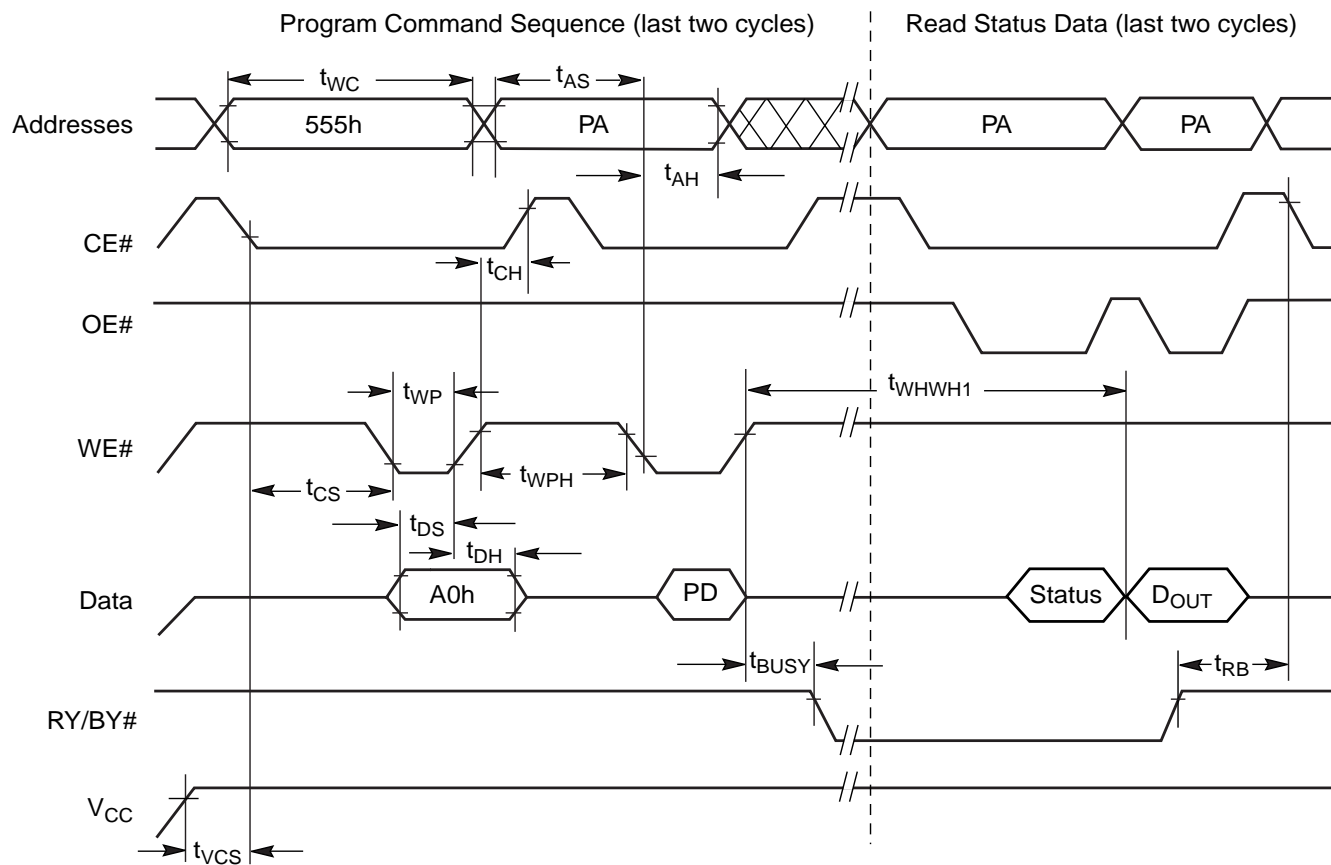 Program Command Sequence (last two cycles) Read Status Data (last two cycles)
tWC tAS
Addresses 555h PA PA PA
tAH
CE#
tCH
OE#
tWP tWHWH1
WE#
tWPH
tCS
tDS
tDH
Data A0h PD Status DOUT
tBUSY tRB
RY/BY#
VCC
tVCS